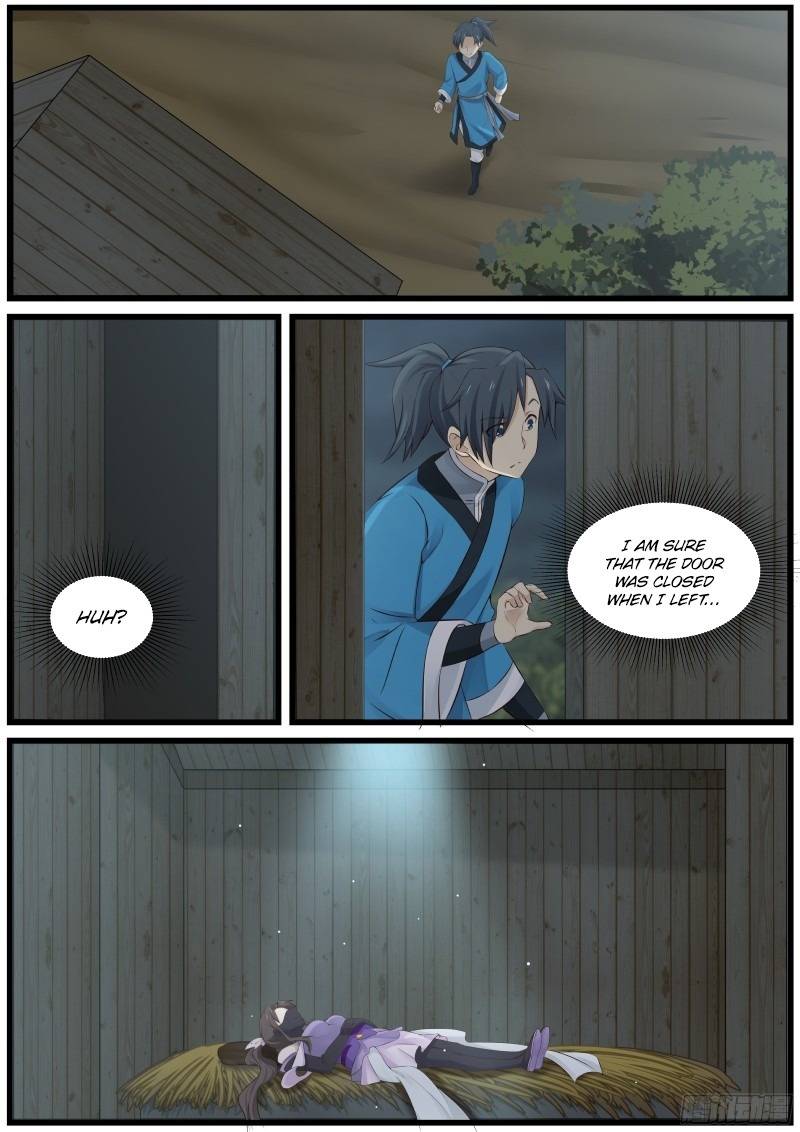 HUH?
I AM SURE
THAT THE DOOR
WAS CLOSED
WHEN I LEFT...